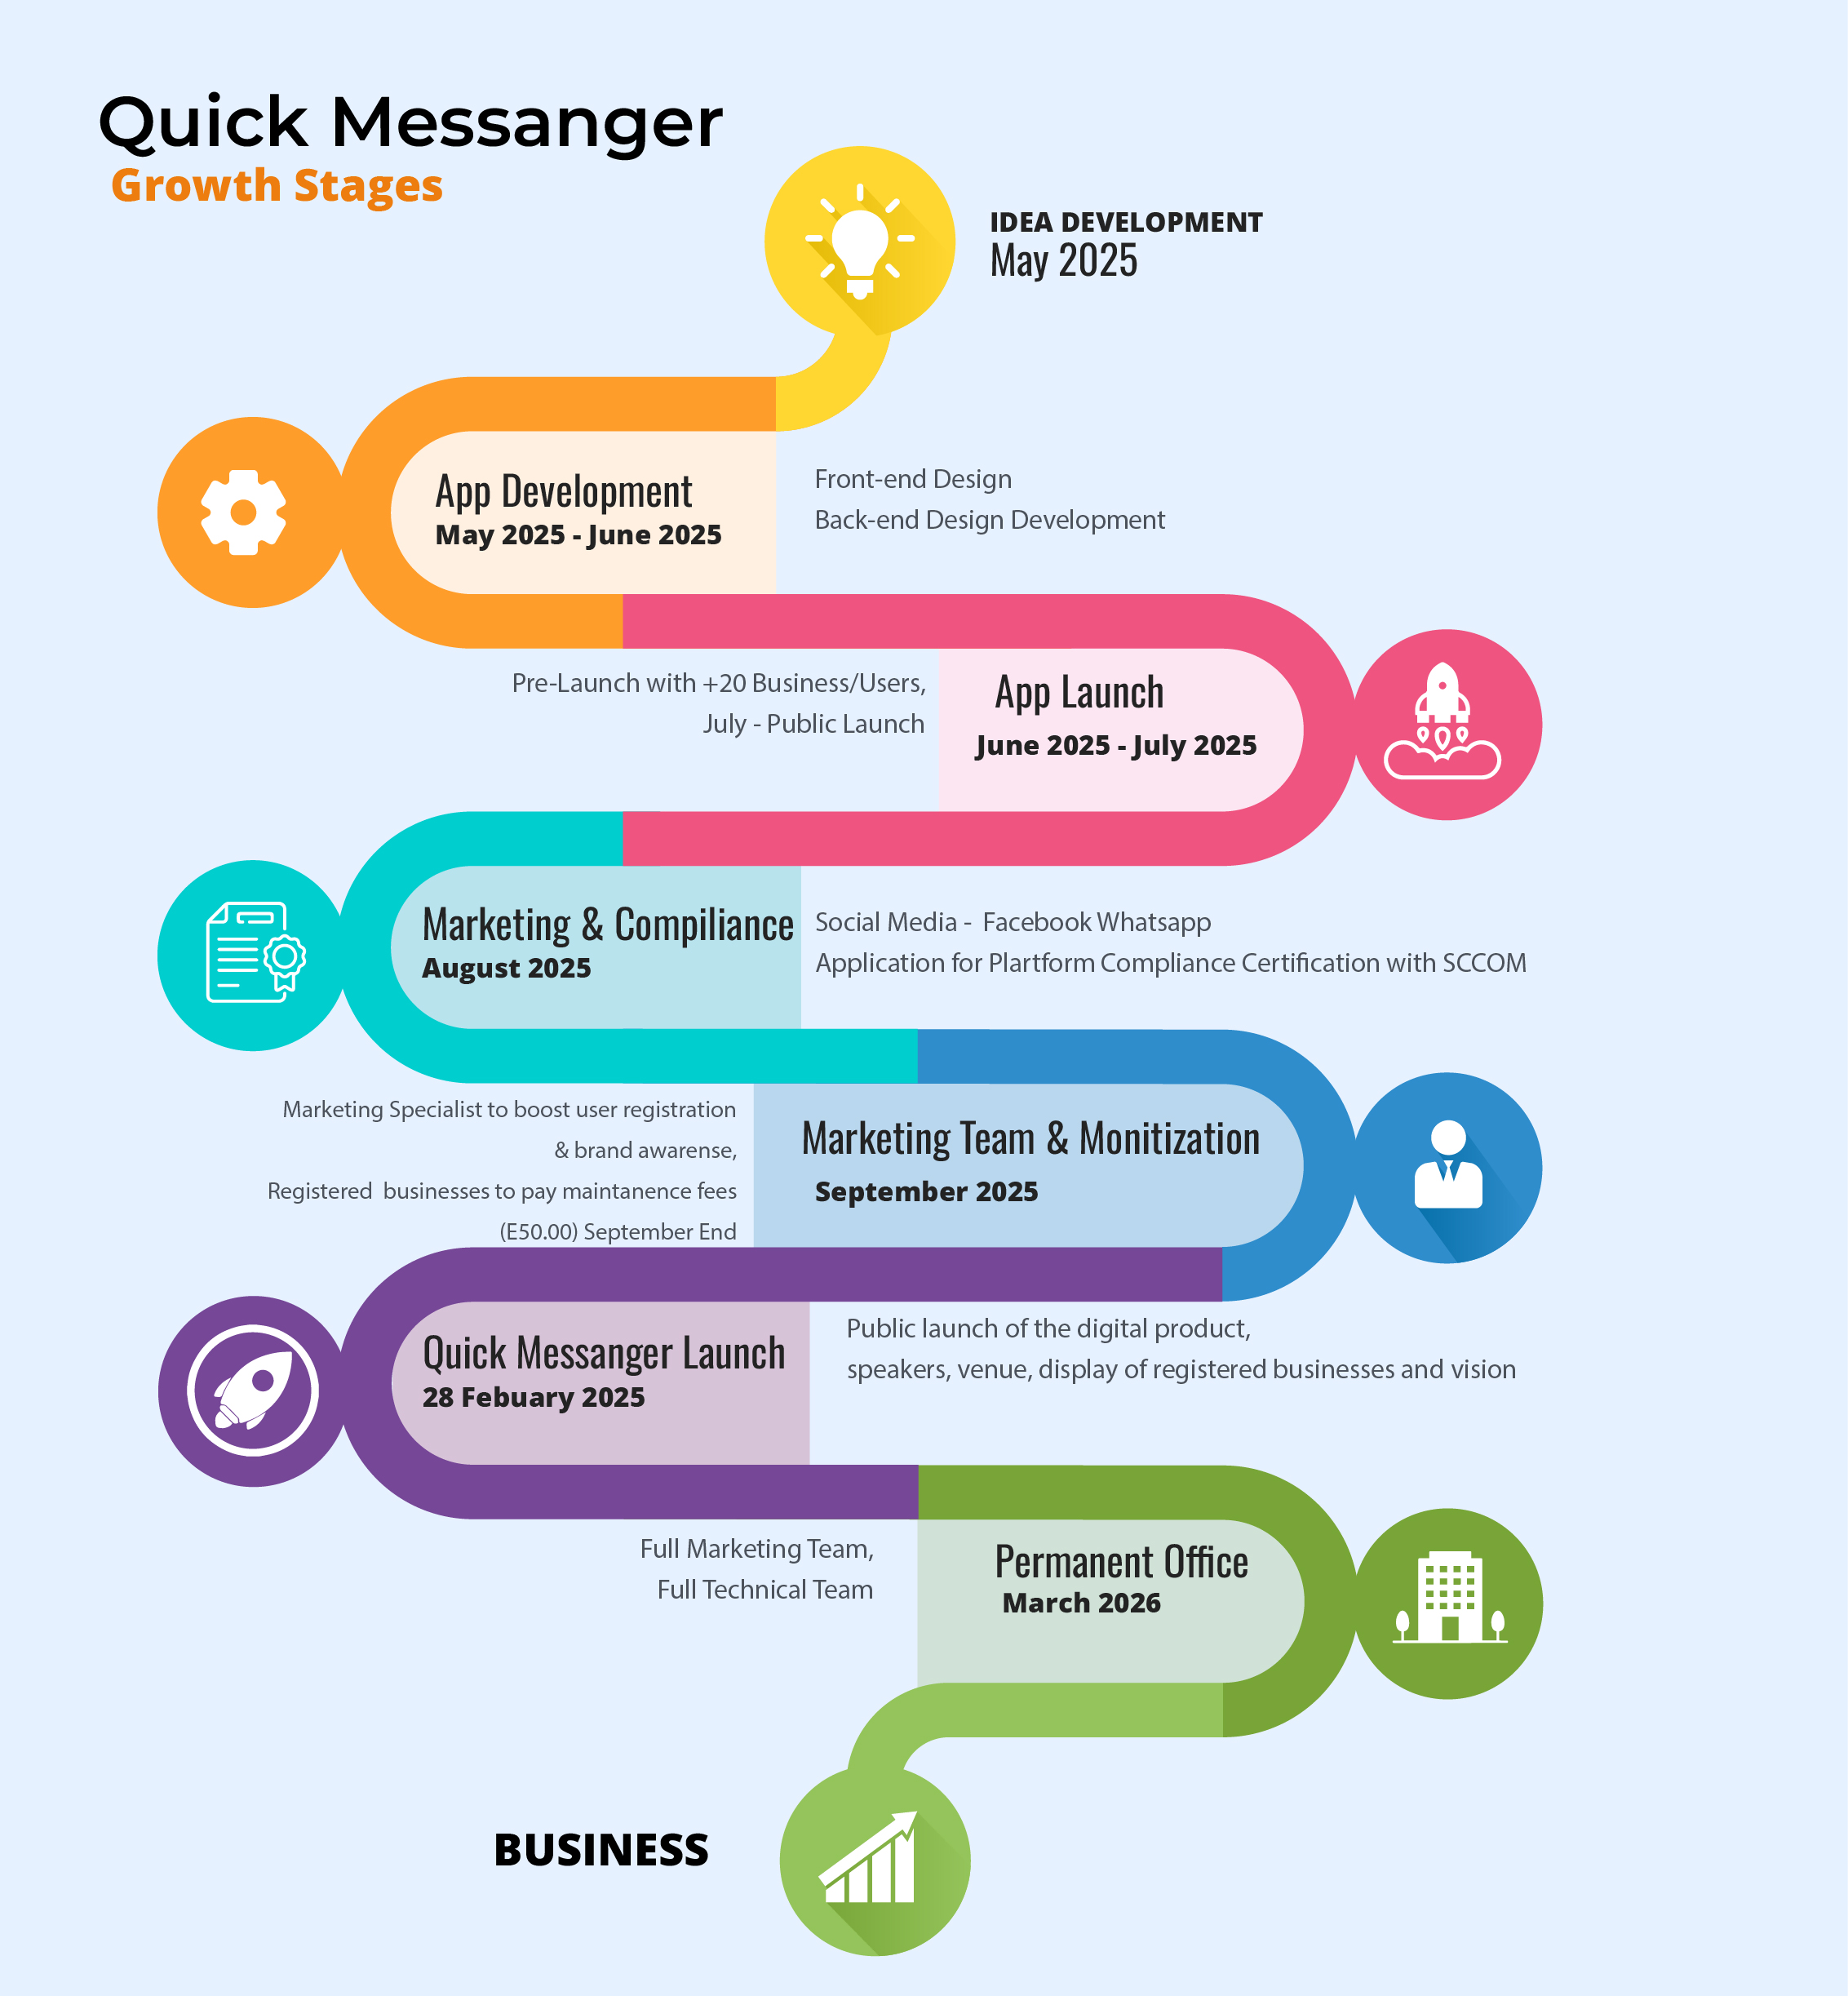 Quick Messanger
Growth Stages
IDEA DEVELOPMENT
May 2025
App Development
May 2025 - June 2025
Front-end Design
Back-end Design Development
Pre-Launch with +20 Business/Users,
July - Public Launch
App Launch
June 2025 - July 2025
Marketing & Compiliance
August 2025
Social Media -  Facebook Whatsapp
Application for Plartform Compliance Certification with SCCOM
Marketing Specialist to boost user registration
& brand awarense,
Registered  businesses to pay maintanence fees
(E50.00) September End
Marketing Team & Monitization
September 2025
Quick Messanger Launch
28 Febuary 2025
Public launch of the digital product,
speakers, venue, display of registered businesses and vision
Full Marketing Team,
Full Technical Team
Permanent Office
March 2026
BUSINESS